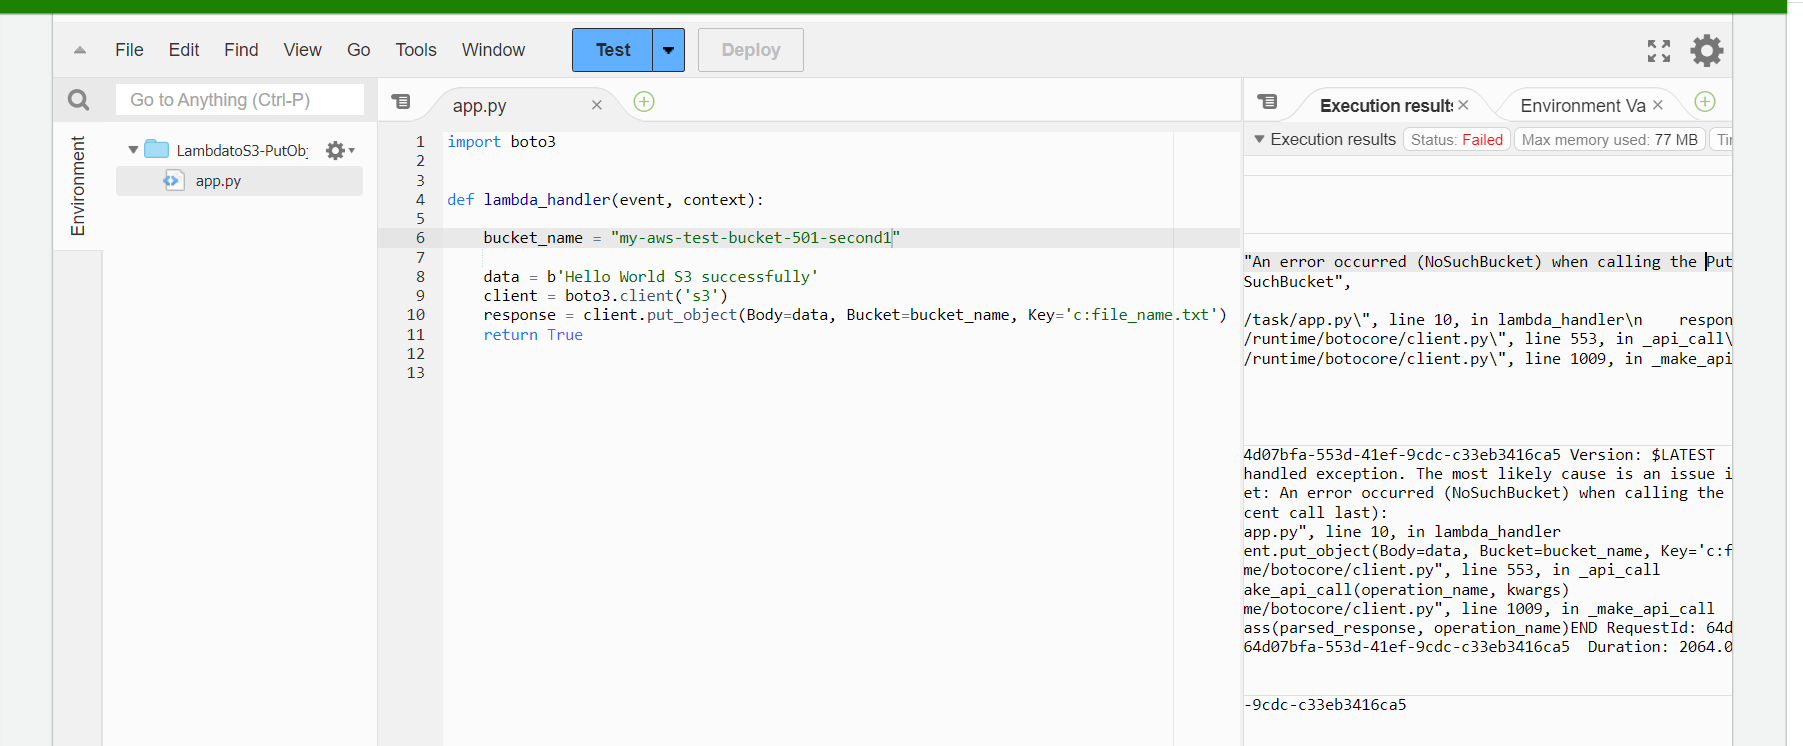 File Edit Find View Go Tools Window Test Deploy
Go to Anything (Ctrl-P)
Environment
LambdatoS3-PutObj
app.py
app.py
1 import boto3
2
3
4 def lambda_handler(event, context):
5
6 bucket_name = "my-aws-test-bucket-501-second1"
7
8 data = b'Hello World S3 successfully'
9 client = boto3.client('s3')
10 response = client.put_object(Body=data, Bucket=bucket_name, Key='c:file_name.txt')
11 return True
12
13
Execution results Environment Va
Execution results Status: Failed Max memory used: 77 MB Ti
"An error occurred (NoSuchBucket) when calling the Put
SuchBucket",
/task/app.py\", line 10, in lambda_handler\n respon
/runtime/botocore/client.py\", line 553, in _api_call\
/runtime/botocore/client.py\", line 1009, in _make_api
4d07bfa-553d-41ef-9cdc-c33eb3416ca5 Version: $LATEST
handled exception. The most likely cause is an issue i
et: An error occurred (NoSuchBucket) when calling the
cent call last):
app.py", line 10, in lambda_handler
ent.put_object(Body=data, Bucket=bucket_name, Key='c:f
me/botocore/client.py", line 553, in _api_call
ake_api_call(operation_name, kwargs)
me/botocore/client.py", line 1009, in _make_api_call
ass(parsed_response, operation_name)END RequestId: 64d
64d07bfa-553d-41ef-9cdc-c33eb3416ca5 Duration: 2064.0
-9cdc-c33eb3416ca5